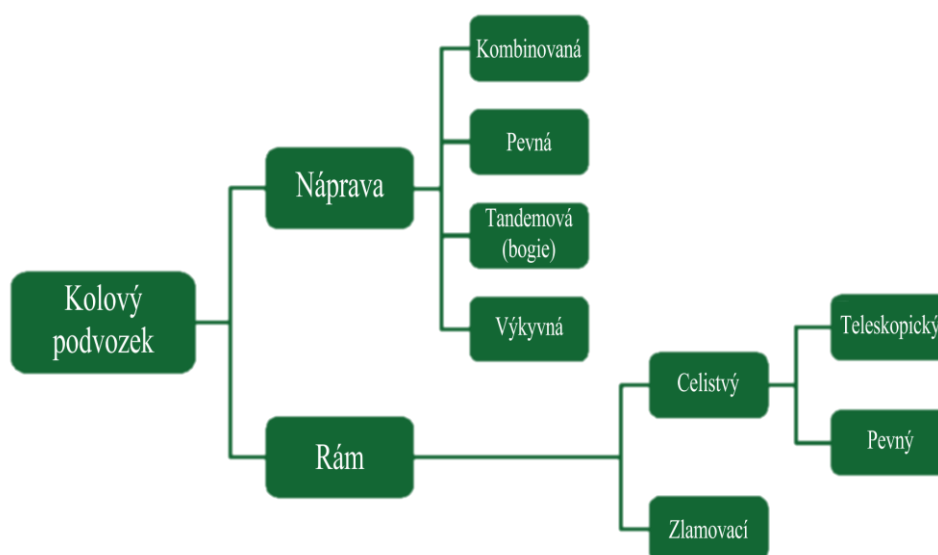 Kolový
podvozek
Náprava
Kombinovaná
Pevná
Tandemová
(bogie)
Výkyvná
Rám
Celistvý
Teleskopický
Pevný
Zlamovací